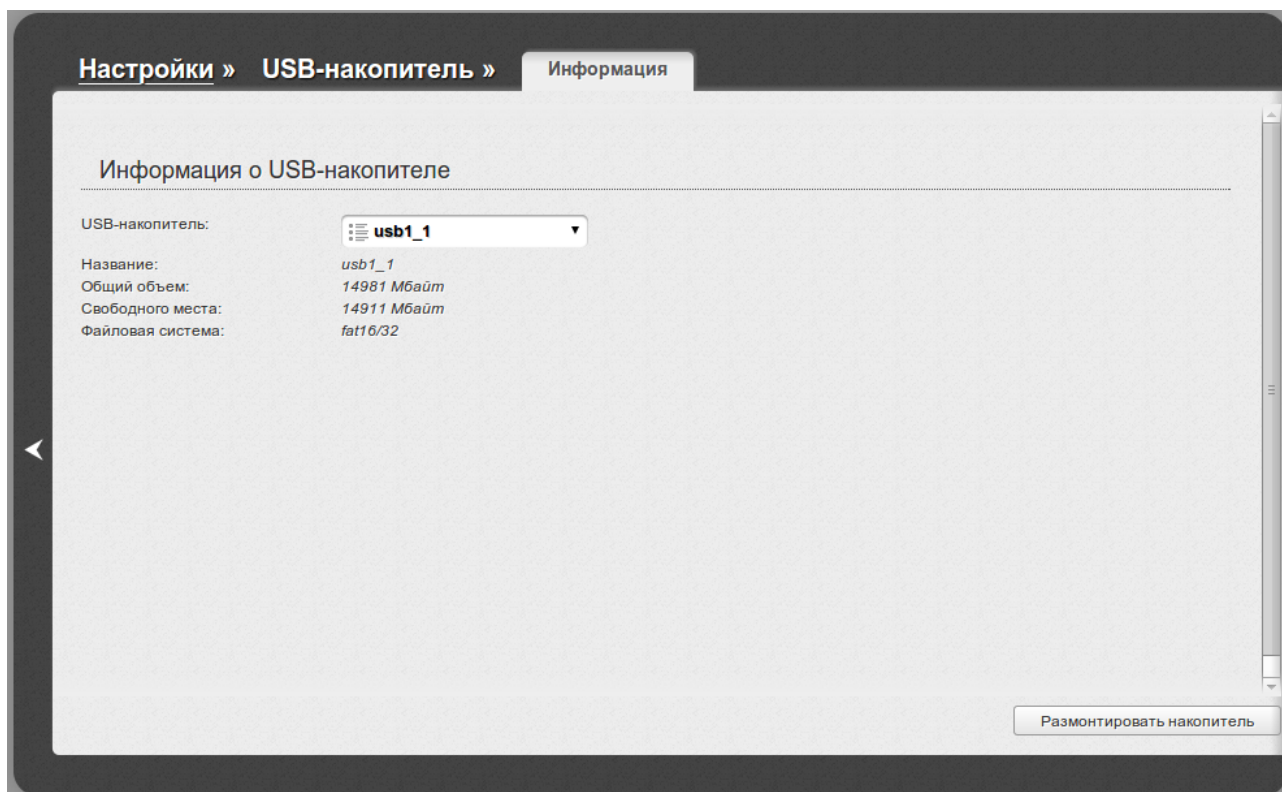 Настройки » USB-накопитель » Информация
Информация о USB-накопителе
USB-накопитель: usb1_1
Название: usb1_1
Общий объем: 14981 Мбайт
Свободного места: 14911 Мбайт
Файловая система: fat16/32
Размонтировать накопитель